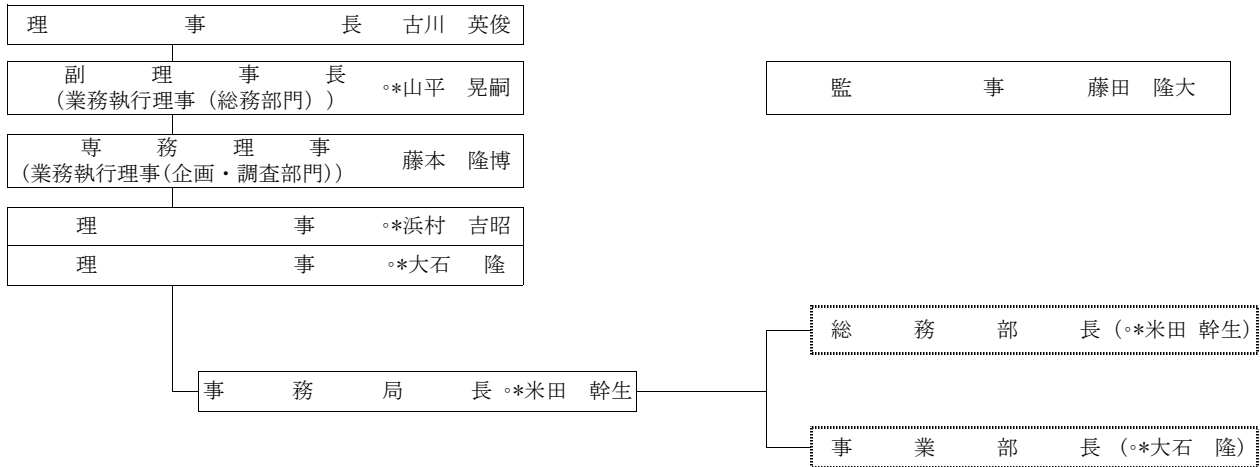 理事長 古川 英俊
副理事長
(業務執行理事(総務部門)) ◦*山平 晃嗣
監事 藤田 隆大
専務理事
(業務執行理事(企画・調査部門)) 藤本 隆博
理事 ◦*浜村 吉昭
理事 ◦*大石 隆
総務部長(◦*米田 幹生)
事務局長 ◦*米田 幹生
事業部長(◦*大石 隆)